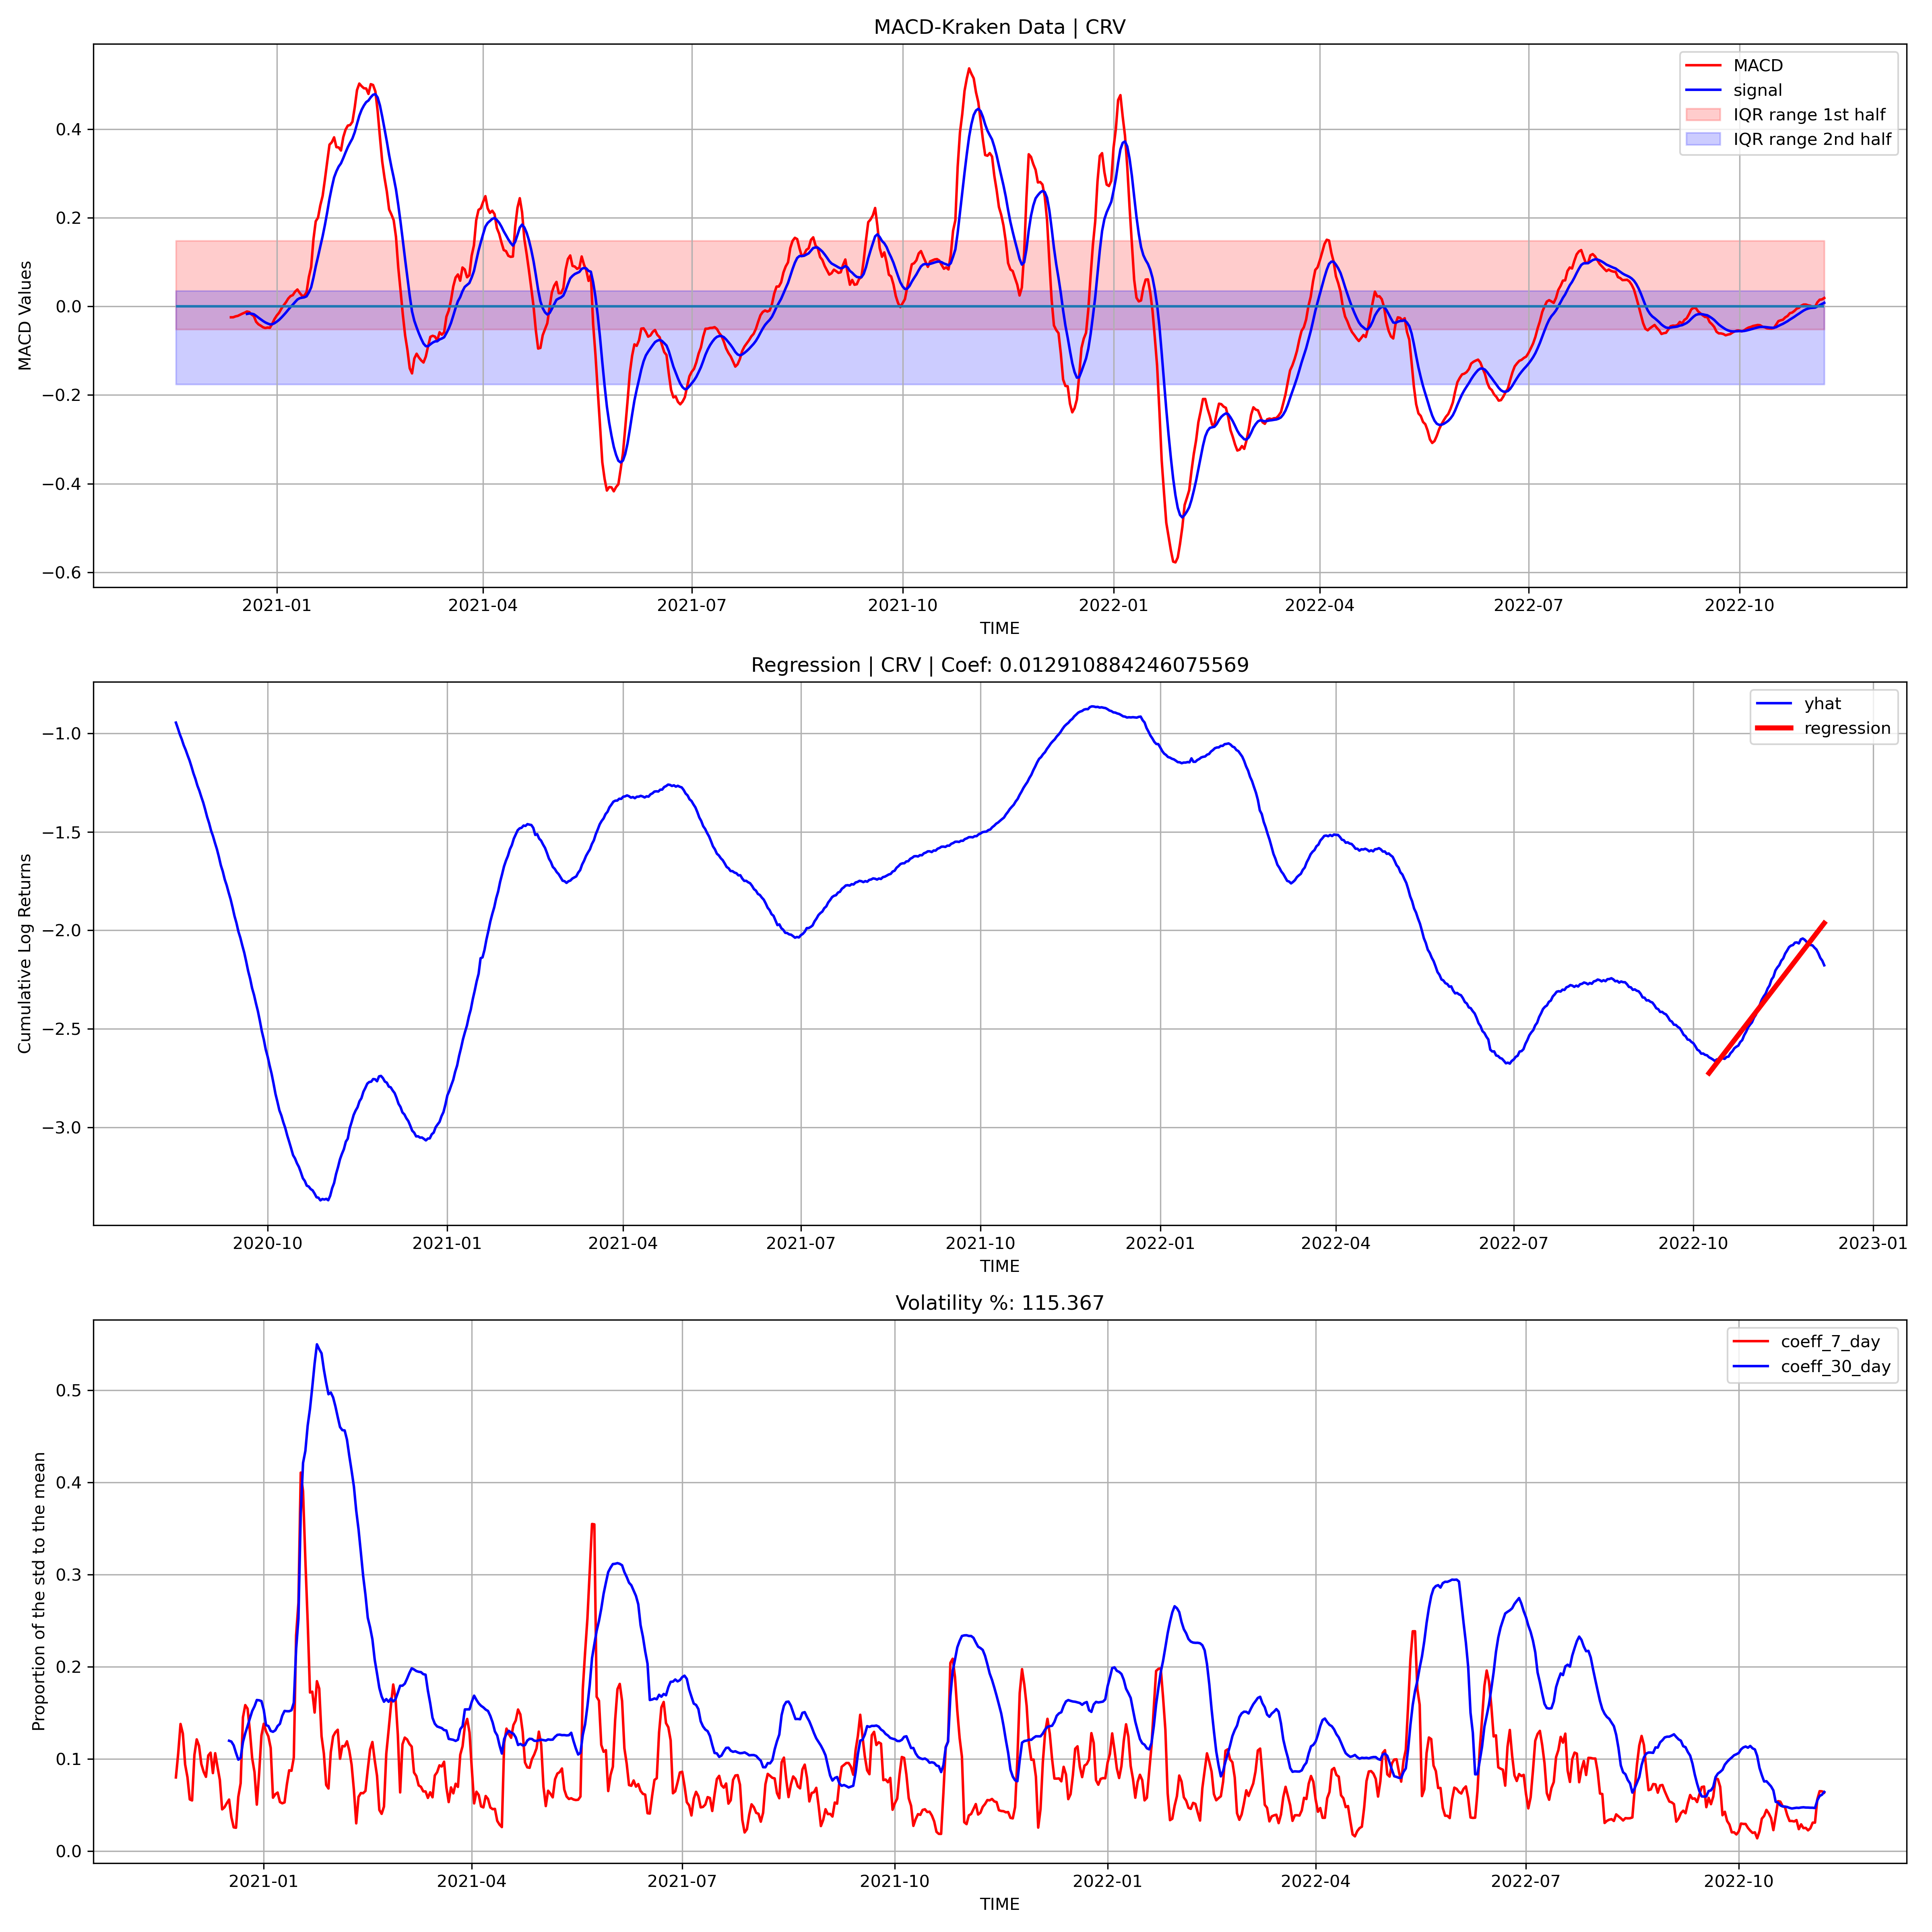 MACD-Kraken Data | CRV
MACD
signal
IQR range 1st half
IQR range 2nd half
MACD Values
0.4
0.2
0.0
−0.2
−0.4
−0.6
2021-01 2021-04 2021-07 2021-10 2022-01 2022-04 2022-07 2022-10
TIME
Regression | CRV | Coef: 0.012910884246075569
yhat
regression
Cumulative Log Returns
−1.0
−1.5
−2.0
−2.5
−3.0
2020-10 2021-01 2021-04 2021-07 2021-10 2022-01 2022-04 2022-07 2022-10 2023-01
TIME
Volatility %: 115.367
coeff_7_day
coeff_30_day
Proportion of the std to the mean
0.5
0.4
0.3
0.2
0.1
0.0
2021-01 2021-04 2021-07 2021-10 2022-01 2022-04 2022-07 2022-10
TIME